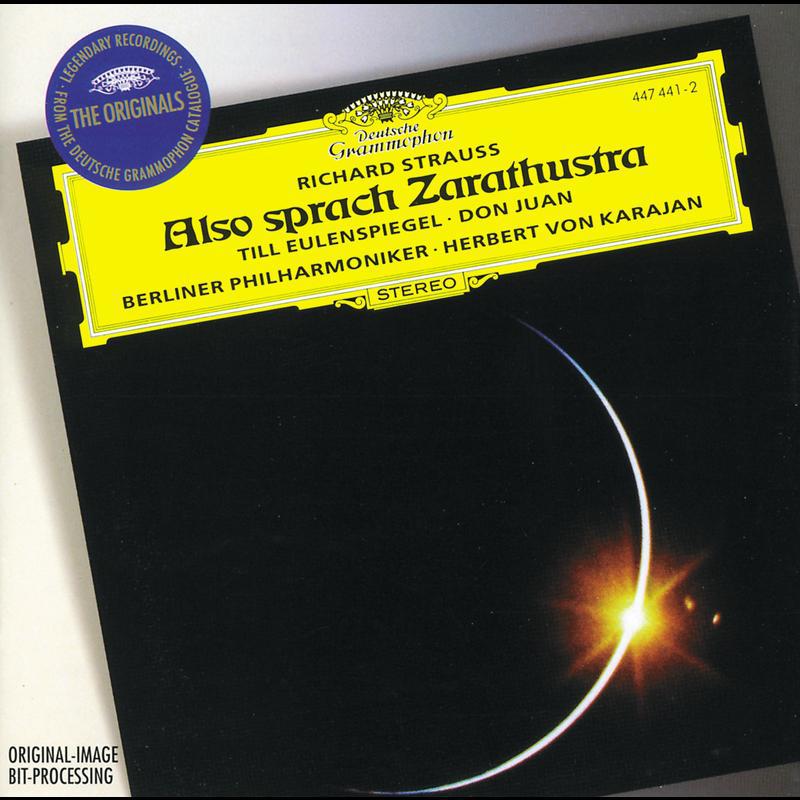 LEGENDARY RECORDINGS ·
THE ORIGINALS
· FROM THE DEUTSCHE GRAMMOPHON CATALOGUE ·
447 441-2
Deutsche
Grammophon
RICHARD STRAUSS
Also sprach Zarathustra
TILL EULENSPIEGEL · DON JUAN
BERLINER PHILHARMONIKER · HERBERT VON KARAJAN
STEREO
ORIGINAL-IMAGE
BIT-PROCESSING